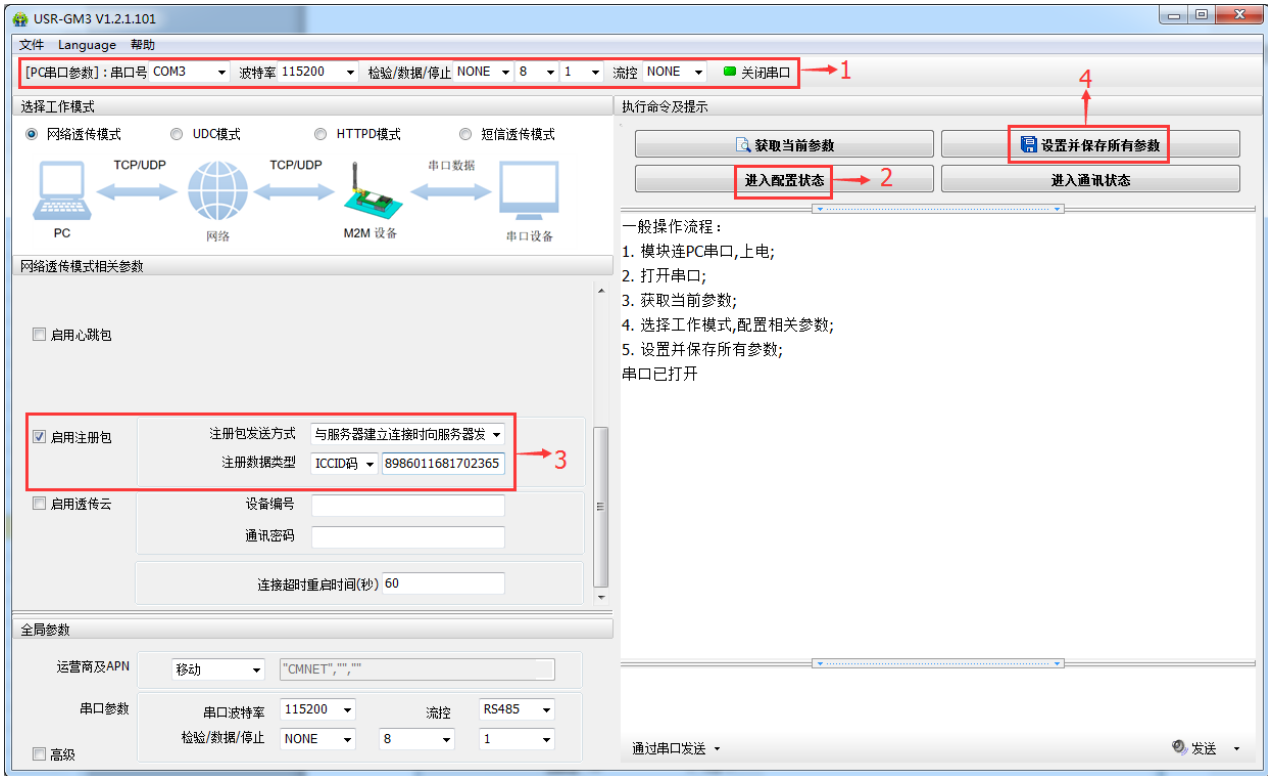 USR-GM3 V1.2.1.101
文件 Language 帮助
[PC串口参数]:串口号 COM3 波特率 115200 检验/数据/停止 NONE 8 1 流控 NONE 关闭串口 1
选择工作模式
网络透传模式 UDC模式 HTTPD模式 短信透传模式
TCP/UDP TCP/UDP 串口数据
PC 网络 M2M 设备 串口设备
网络透传模式相关参数
启用心跳包
启用注册包 注册包发送方式 与服务器建立连接时向服务器发
注册数据类型 ICCID码 8986011681702365 3
启用透传云 设备编号
通讯密码
连接超时重启时间(秒) 60
全局参数
运营商及APN 移动 "CMNET","",""
串口参数 串口波特率 115200 流控 RS485
检验/数据/停止 NONE 8 1
高级
4
执行命令及提示
获取当前参数 设置并保存所有参数
进入配置状态 2 进入通讯状态
一般操作流程:
1. 模块连PC串口,上电;
2. 打开串口;
3. 获取当前参数;
4. 选择工作模式,配置相关参数;
5. 设置并保存所有参数;
串口已打开
通过串口发送 发送